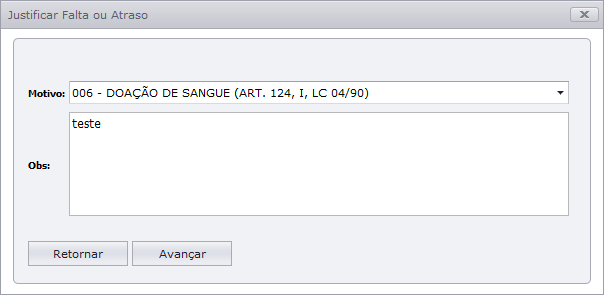 Justificar Falta ou Atraso
Motivo: 006 - DOAÇÃO DE SANGUE (ART. 124, I, LC 04/90)
teste
Obs:
Retornar Avançar